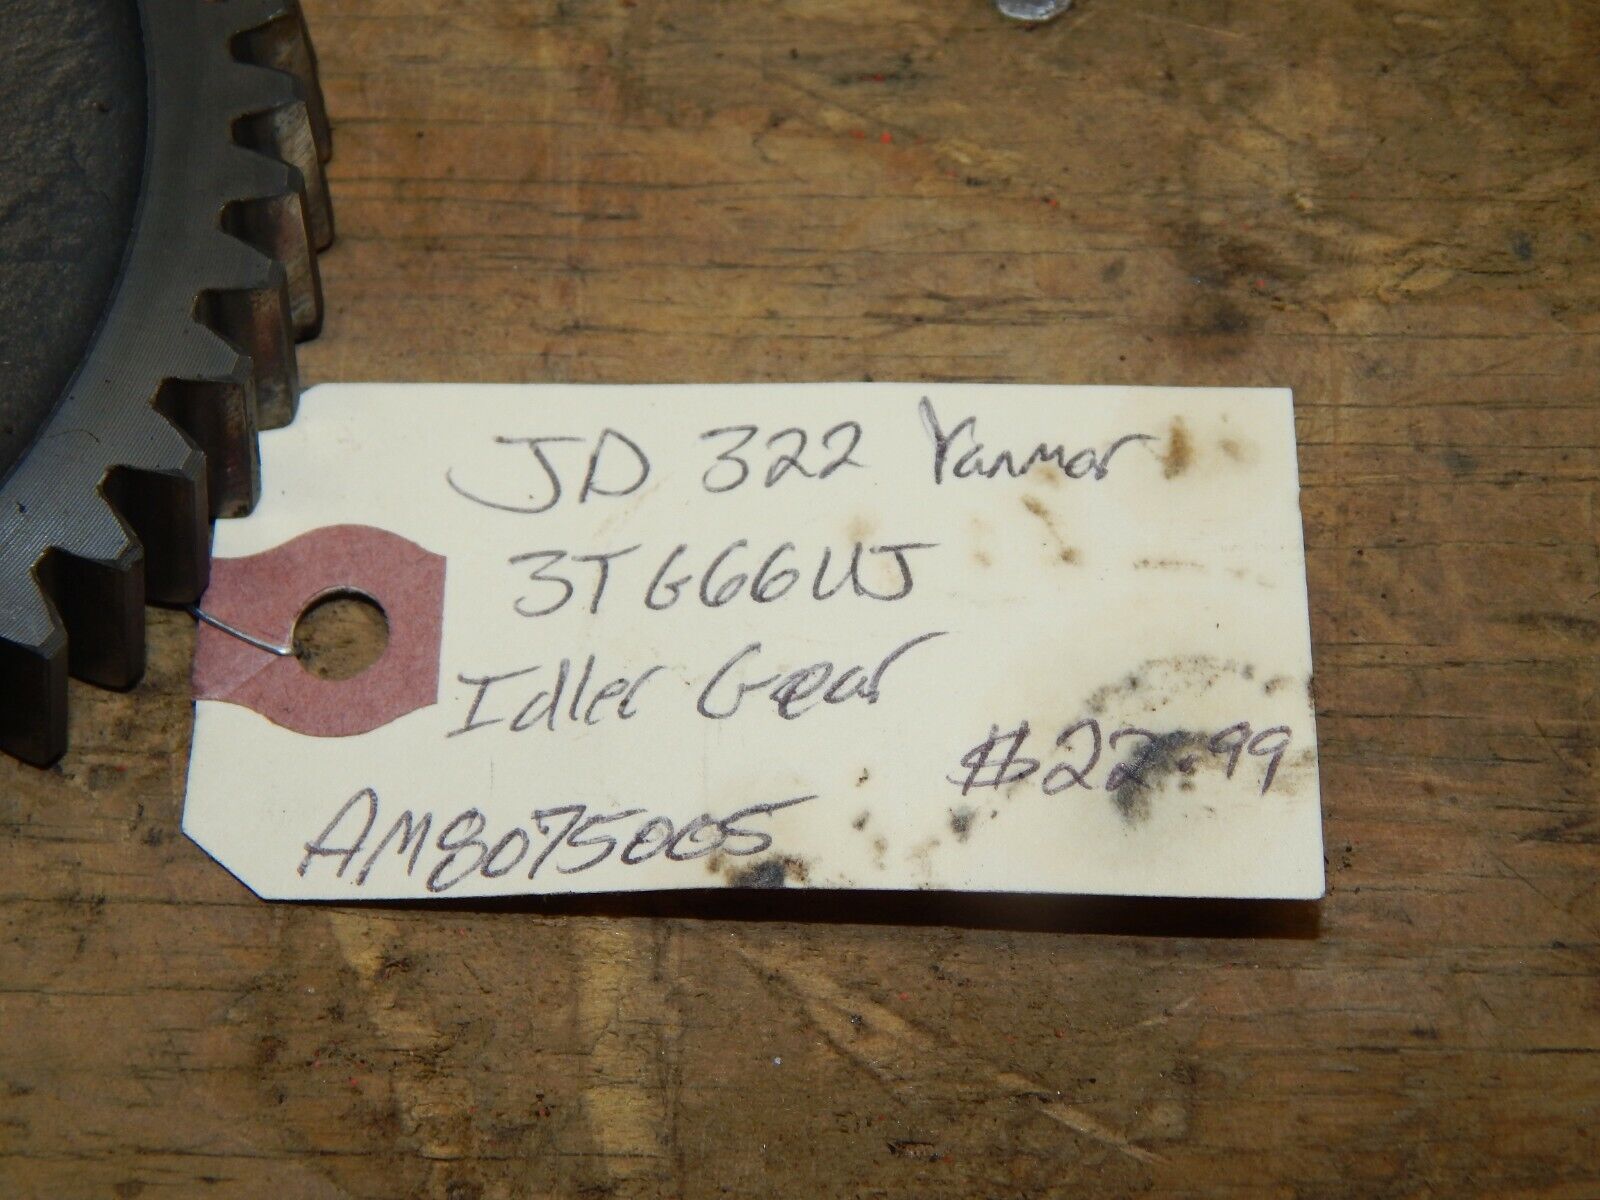 JD 322 Yanmar
3TG66UJ
Idler Gear
$22.99
AM8075005